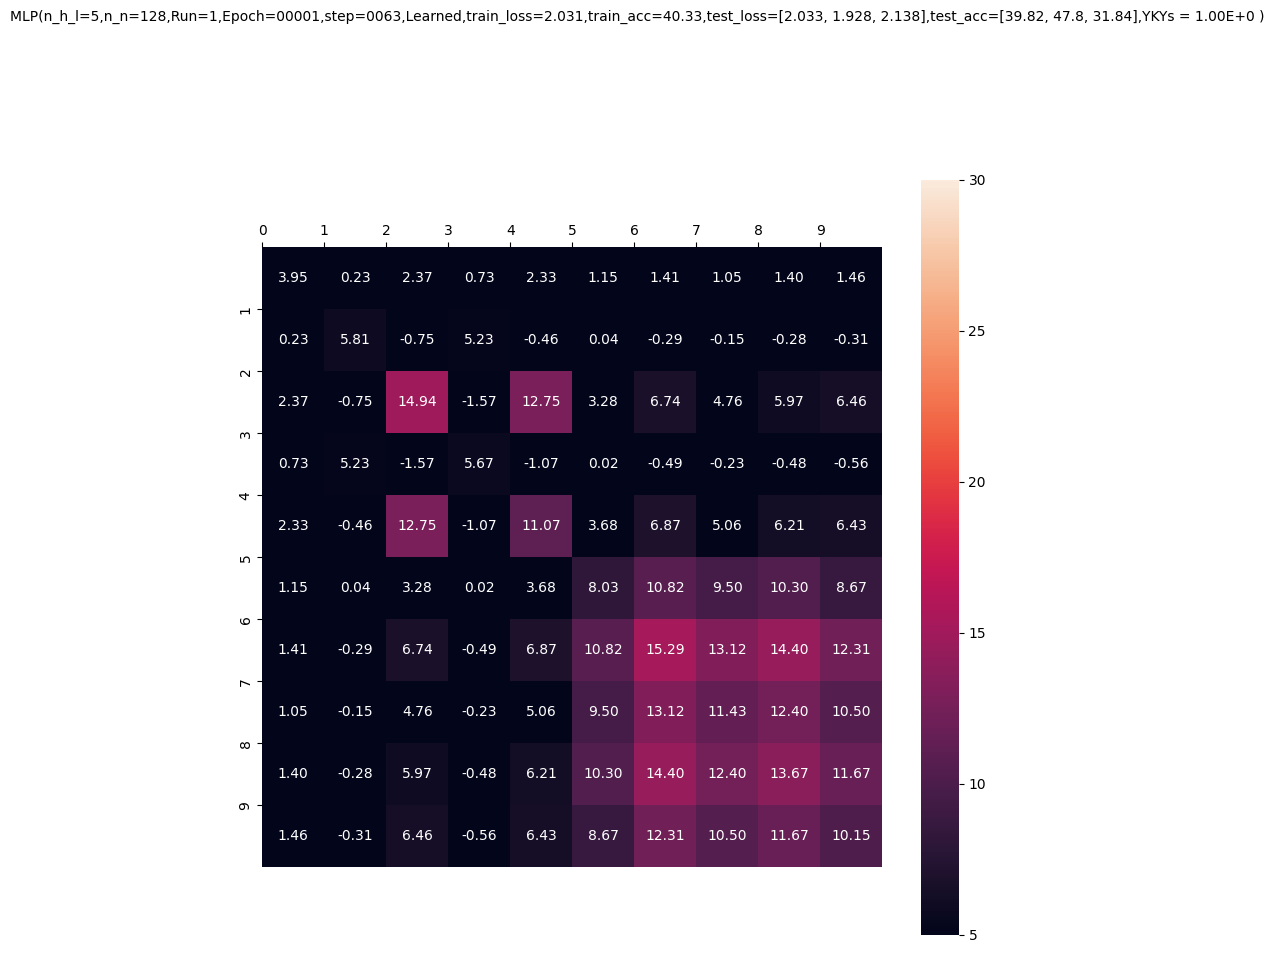 MLP(n_h_l=5,n_n=128,Run=1,Epoch=00001,step=0063,Learned,train_loss=2.031,train_acc=40.33,test_loss=[2.033, 1.928, 2.138],test_acc=[39.82, 47.8, 31.84],YKYs = 1.00E+0 )
0 1 2 3 4 5 6 7 8 9
3.95 0.23 2.37 0.73 2.33 1.15 1.41 1.05 1.40 1.46
1
0.23 5.81 -0.75 5.23 -0.46 0.04 -0.29 -0.15 -0.28 -0.31
2
2.37 -0.75 14.94 -1.57 12.75 3.28 6.74 4.76 5.97 6.46
3
0.73 5.23 -1.57 5.67 -1.07 0.02 -0.49 -0.23 -0.48 -0.56
4
2.33 -0.46 12.75 -1.07 11.07 3.68 6.87 5.06 6.21 6.43
5
1.15 0.04 3.28 0.02 3.68 8.03 10.82 9.50 10.30 8.67
6
1.41 -0.29 6.74 -0.49 6.87 10.82 15.29 13.12 14.40 12.31
7
1.05 -0.15 4.76 -0.23 5.06 9.50 13.12 11.43 12.40 10.50
8
1.40 -0.28 5.97 -0.48 6.21 10.30 14.40 12.40 13.67 11.67
9
1.46 -0.31 6.46 -0.56 6.43 8.67 12.31 10.50 11.67 10.15
30
25
20
15
10
5